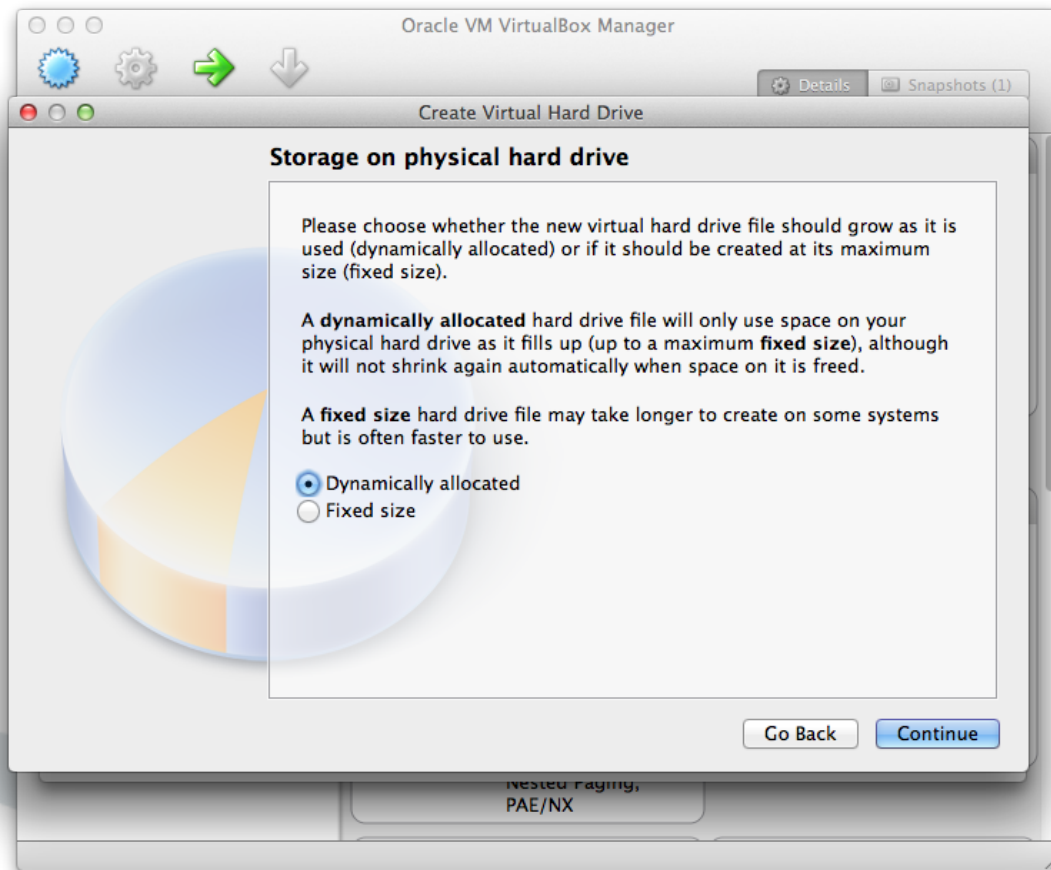 Oracle VM VirtualBox Manager
Details
Snapshots (1)
Create Virtual Hard Drive
Storage on physical hard drive
Please choose whether the new virtual hard drive file should grow as it is
used (dynamically allocated) or if it should be created at its maximum
size (fixed size).
A dynamically allocated hard drive file will only use space on your
physical hard drive as it fills up (up to a maximum fixed size), although
it will not shrink again automatically when space on it is freed.
A fixed size hard drive file may take longer to create on some systems
but is often faster to use.
Dynamically allocated
Fixed size
Go Back
Continue
Nested Paging,
PAE/NX